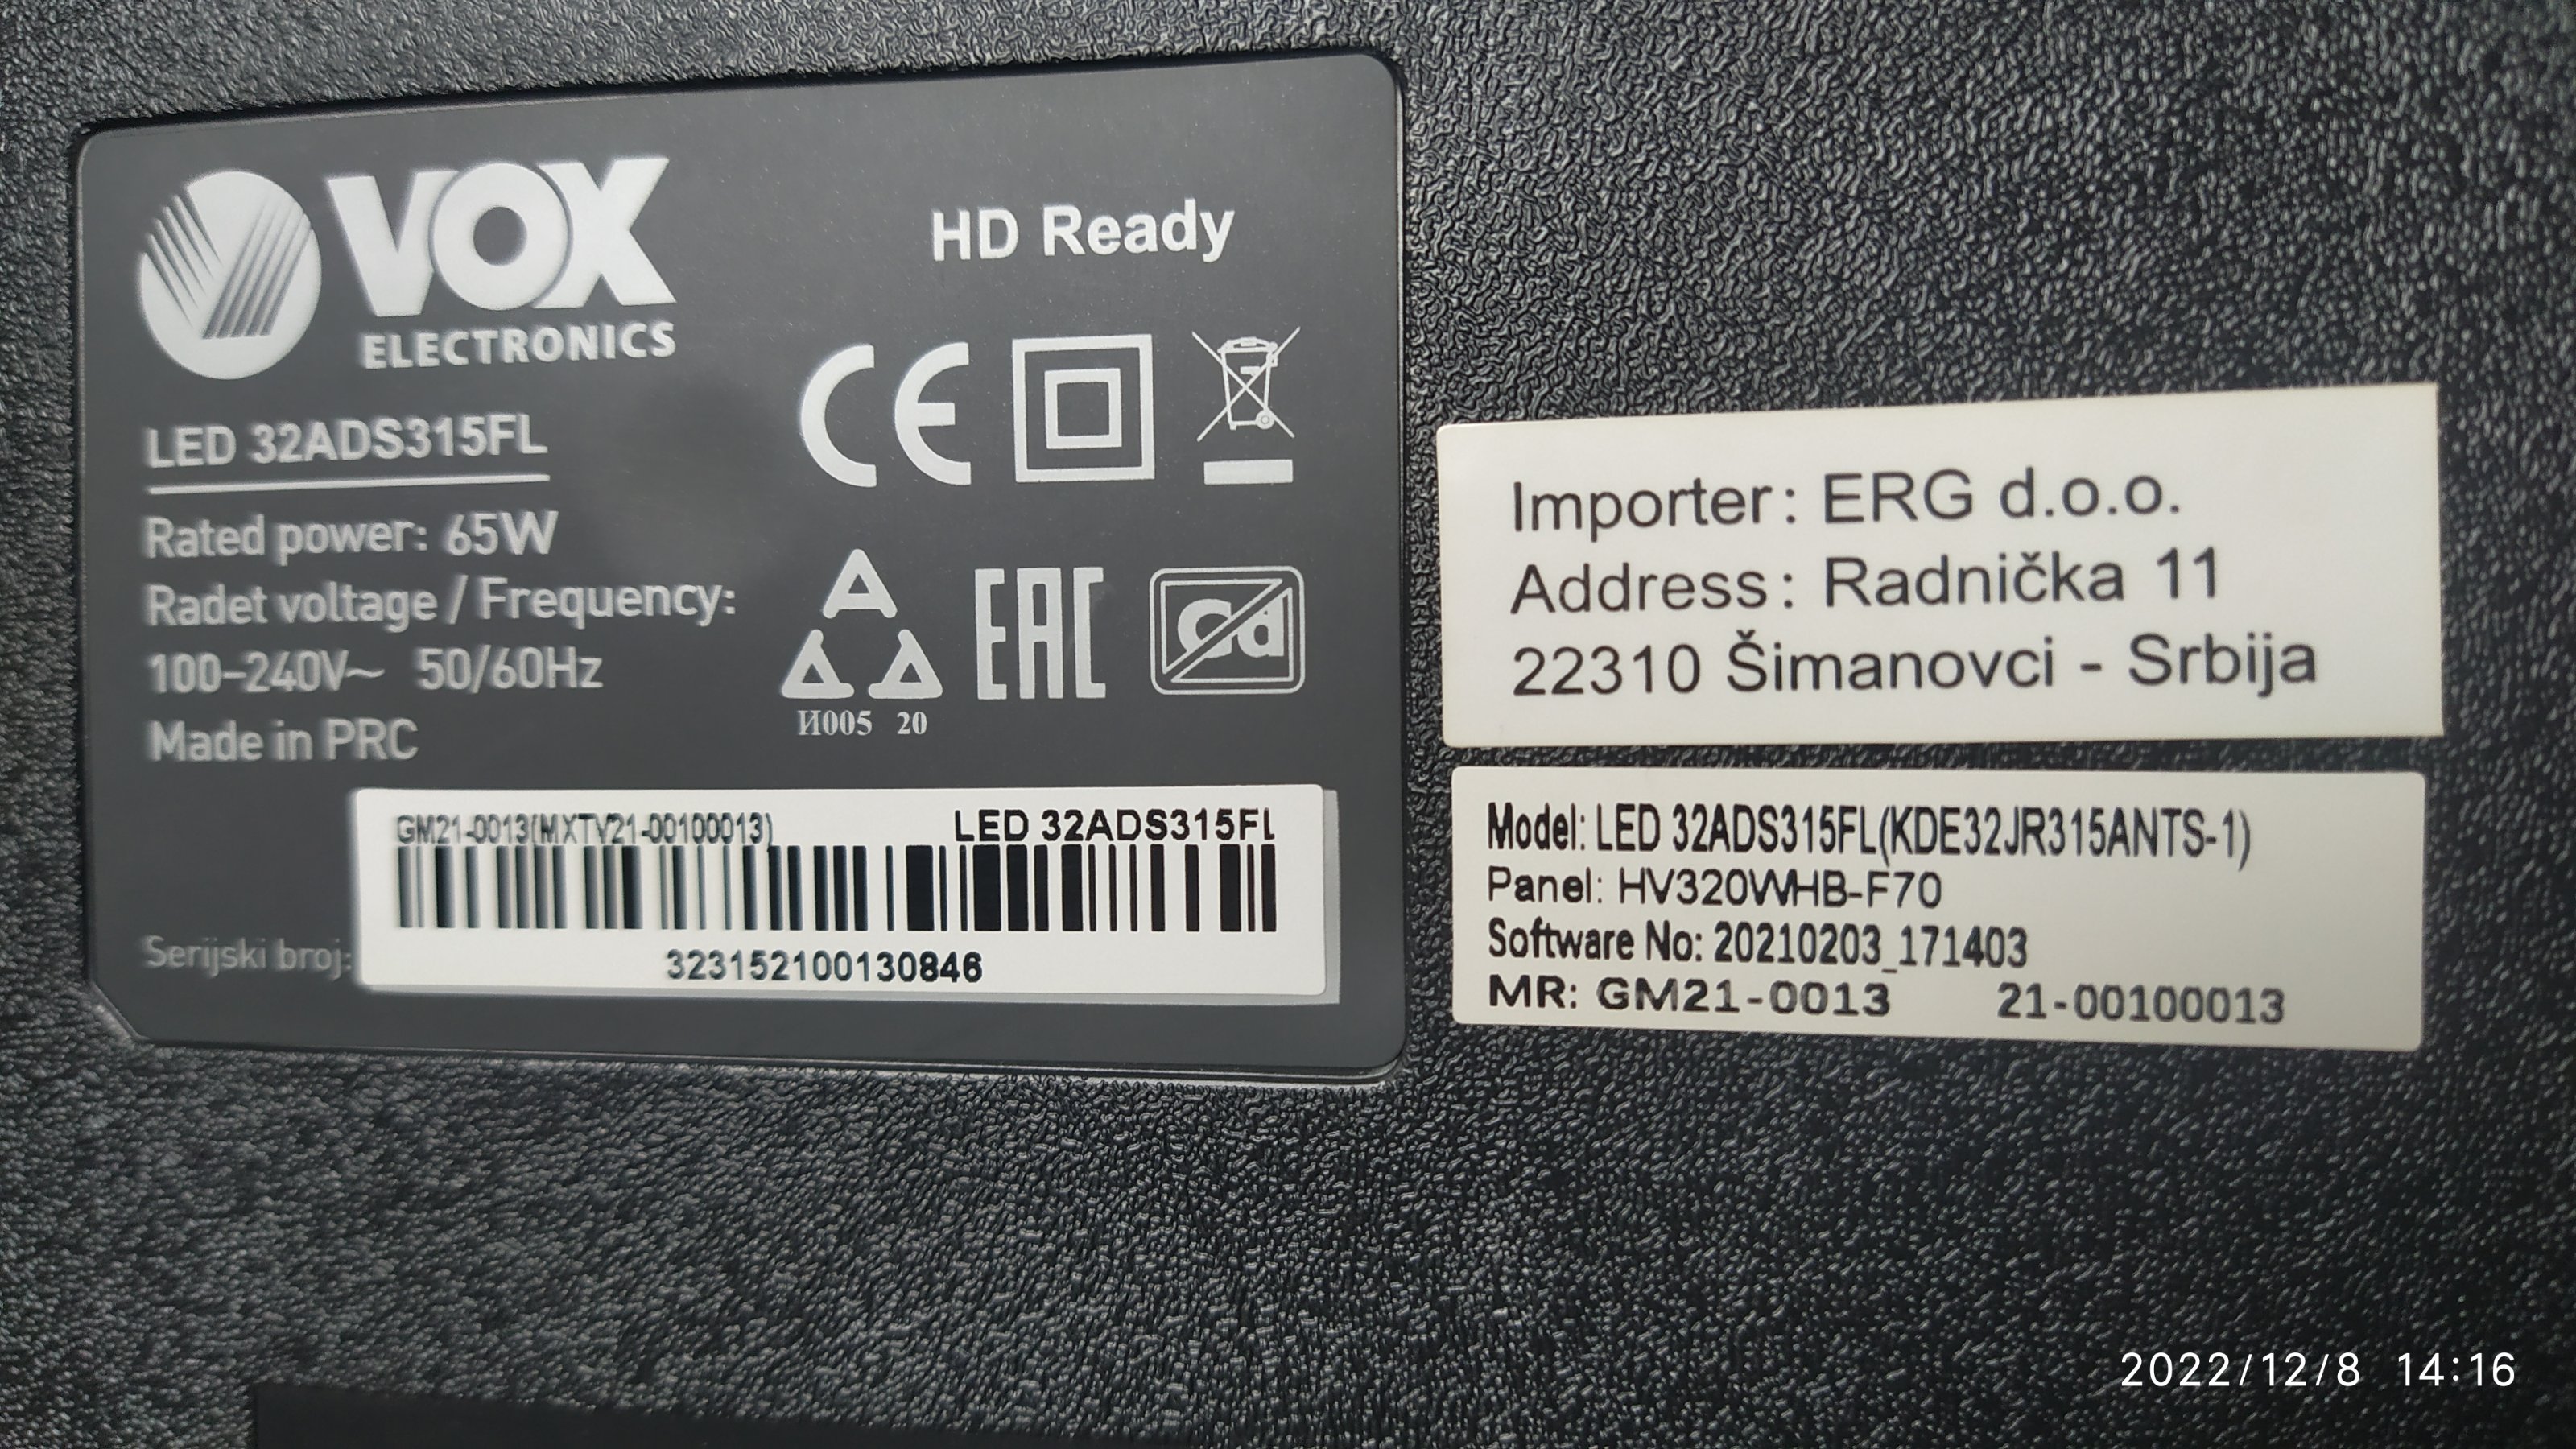 VOX
ELECTRONICS
HD Ready
LED 32ADS315FL
CE
Rated power: 65W
Radet voltage / Frequency:
100-240V~ 50/60Hz
Made in PRC
EAC
Cd
И005 20
GM21-0013(MXTV21-00100013)
LED 32ADS315FL
Serijski broj:
323152100130846
Importer: ERG d.o.o.
Address: Radnička 11
22310 Šimanovci - Srbija
Model: LED 32ADS315FL(KDE32JR315ANTS-1)
Panel: HV320WHB-F70
Software No: 20210203_171403
MR: GM21-0013 21-00100013
2022/12/8 14:16